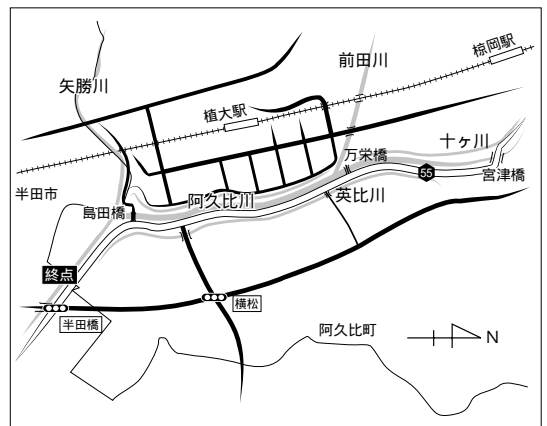 椋岡駅
前田川
矢勝川
植大駅
十ヶ川
万栄橋
55
宮津橋
半田市
阿久比川
英比川
島田橋
終点
横松
半田橋
阿久比町
N